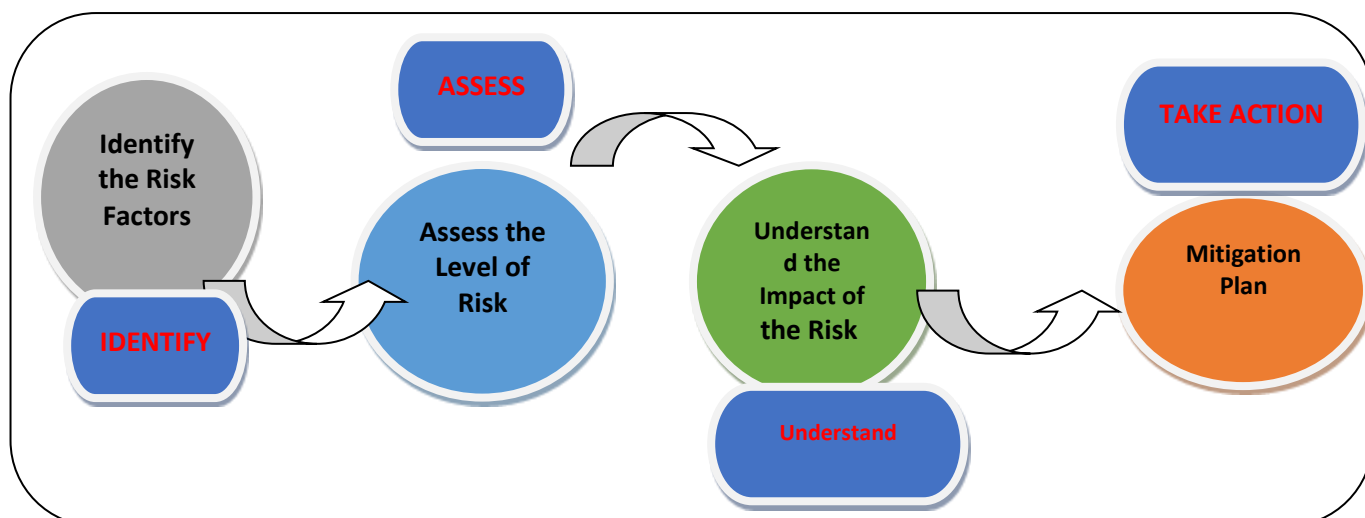 Identify
the Risk
Factors
IDENTIFY
ASSESS
Assess the
Level of
Risk
Understan
d the
Impact of
the Risk
Understand
TAKE ACTION
Mitigation
Plan